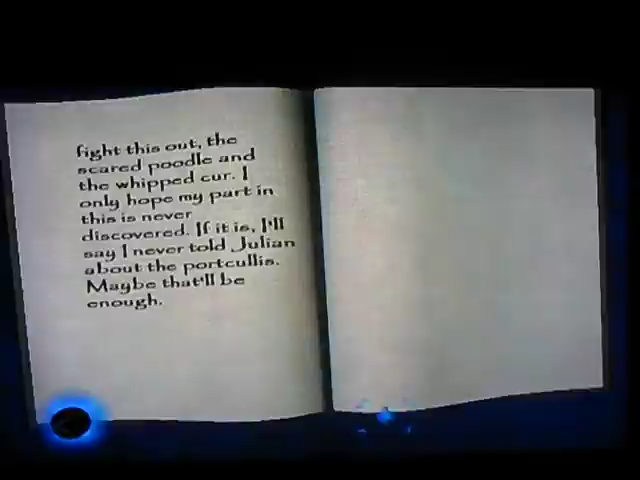 fight this out, the
scared poodle and
the whipped cur. I
only hope my part in
this is never
discovered. If it is, I'll
say I never told Julian
about the portcullis.
Maybe that'll be
enough.